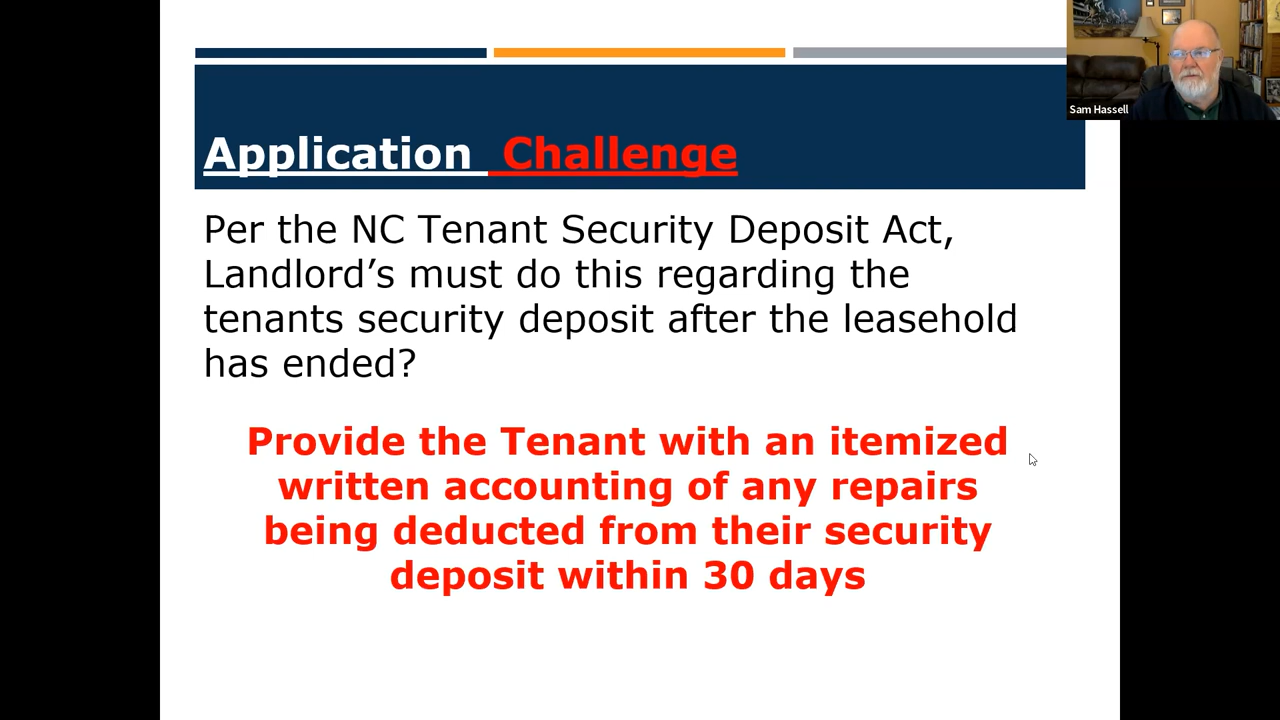 Sam Hassell
Application Challenge
Per the NC Tenant Security Deposit Act,
Landlord’s must do this regarding the
tenants security deposit after the leasehold
has ended?
Provide the Tenant with an itemized
written accounting of any repairs
being deducted from their security
deposit within 30 days